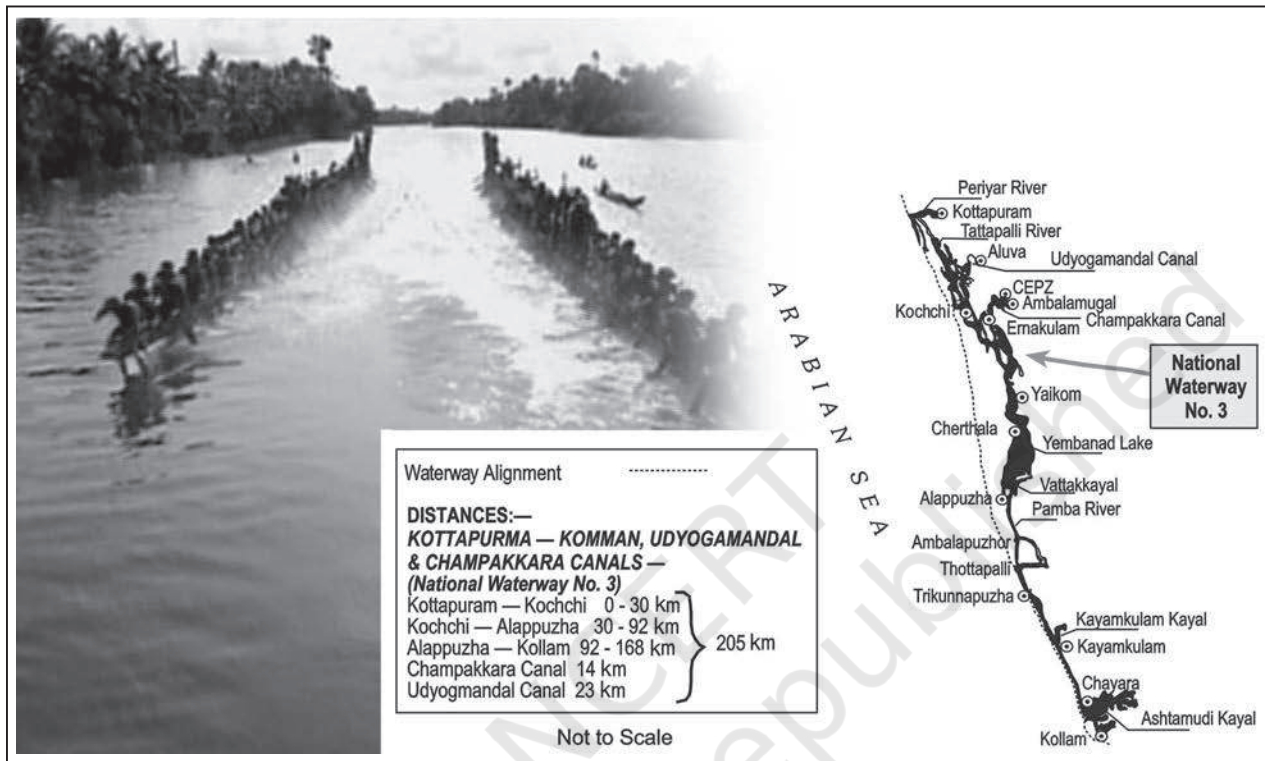 Periyar River
Kottapuram
Tattapalli River
Aluva
Udyogamandal Canal
CEPZ
Ambalamugal
Kochchi
Ernakulam
Champakkara Canal
ARABIAN SEA
National
Waterway
No. 3
Yaikom
Cherthala
Yembanad Lake
Vattakkayal
Alappuzha
Pamba River
Ambalapuzhor
Thottapalli
Trikunnapuzha
Kayamkulam Kayal
Kayamkulam
Chayara
Ashtamudi Kayal
Kollam
Waterway Alignment
DISTANCES:—
KOTTAPURMA — KOMMAN, UDYOGAMANDAL
& CHAMPAKKARA CANALS —
(National Waterway No. 3)
Kottapuram — Kochchi 0 - 30 km
Kochchi — Alappuzha 30 - 92 km
Alappuzha — Kollam 92 - 168 km
205 km
Champakkara Canal 14 km
Udyogmandal Canal 23 km
Not to Scale
NCERT
republished